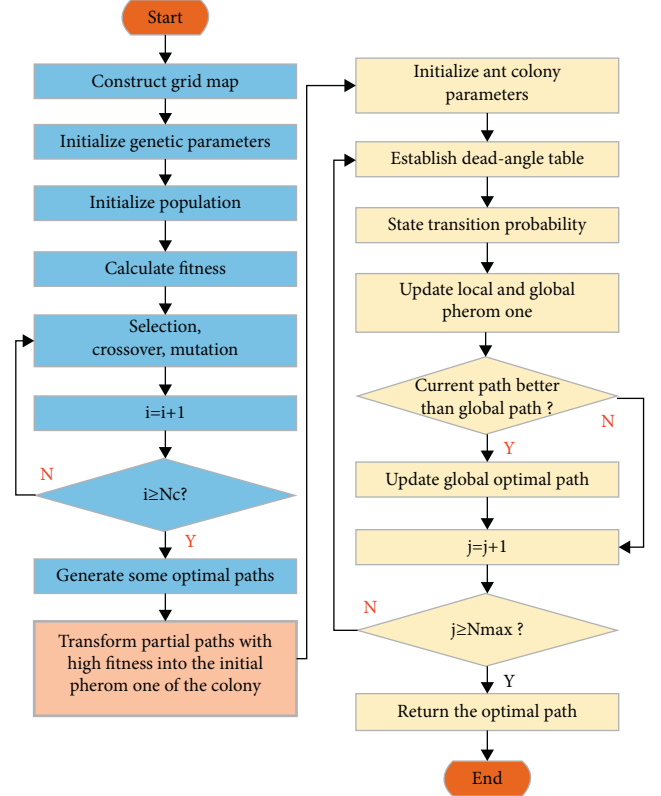 Start
Construct grid map
Initialize genetic parameters
Initialize population
Calculate fitness
Selection,
crossover, mutation
i=i+1
N
i≥Nc?
Y
Generate some optimal paths
Transform partial paths with
high fitness into the initial
pherom one of the colony
Initialize ant colony
parameters
Establish dead-angle table
State transition probability
Update local and global
pherom one
Current path better
than global path ?
N
Y
Update global optimal path
j=j+1
N
j≥Nmax ?
Y
Return the optimal path
End